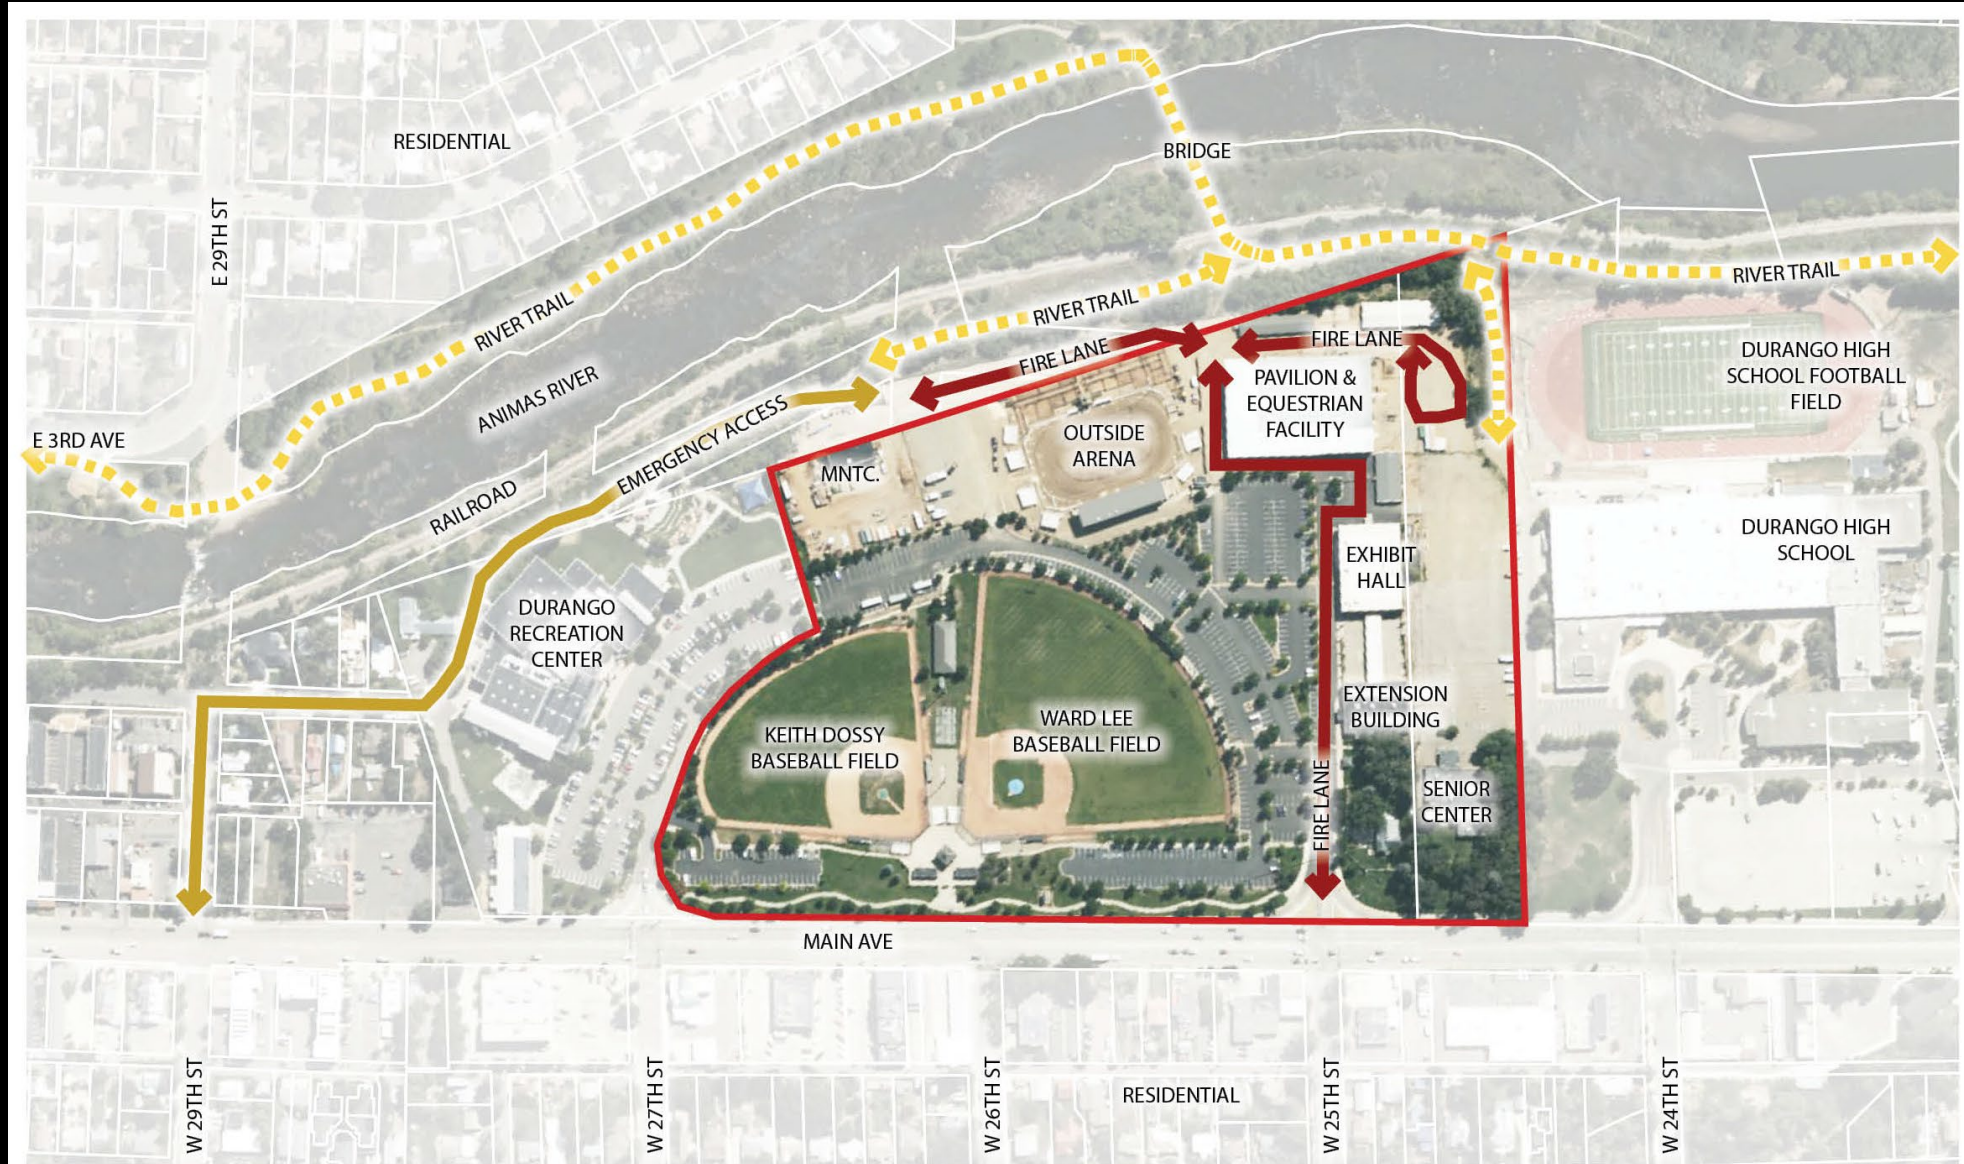 RESIDENTIAL
BRIDGE
E 29TH ST
RIVER TRAIL
RIVER TRAIL
RIVER TRAIL
FIRE LANE
FIRE LANE
DURANGO HIGH
SCHOOL FOOTBALL
FIELD
PAVILION &
EQUESTRIAN
FACILITY
ANIMAS RIVER
E 3RD AVE
EMERGENCY ACCESS
OUTSIDE
ARENA
MNTC.
RAILROAD
DURANGO HIGH
SCHOOL
EXHIBIT
HALL
DURANGO
RECREATION
CENTER
EXTENSION
BUILDING
KEITH DOSSY
BASEBALL FIELD
WARD LEE
BASEBALL FIELD
FIRE LANE
SENIOR
CENTER
MAIN AVE
W 29TH ST
W 27TH ST
W 26TH ST
RESIDENTIAL
W 25TH ST
W 24TH ST